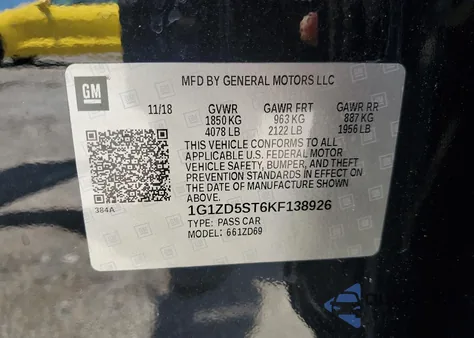 GM
MFD BY GENERAL MOTORS LLC
11/18 GVWR GAWR FRT GAWR RR
1850 KG 963 KG 887 KG
4078 LB 2122 LB 1956 LB
THIS VEHICLE CONFORMS TO ALL
APPLICABLE U.S. FEDERAL MOTOR
VEHICLE SAFETY, BUMPER, AND THEFT
PREVENTION STANDARDS IN EFFECT ON
THE DATE OF MANUFACTURE SHOWN ABOVE.
384A
1G1ZD5ST6KF138926
TYPE: PASS CAR
MODEL: 661ZD69